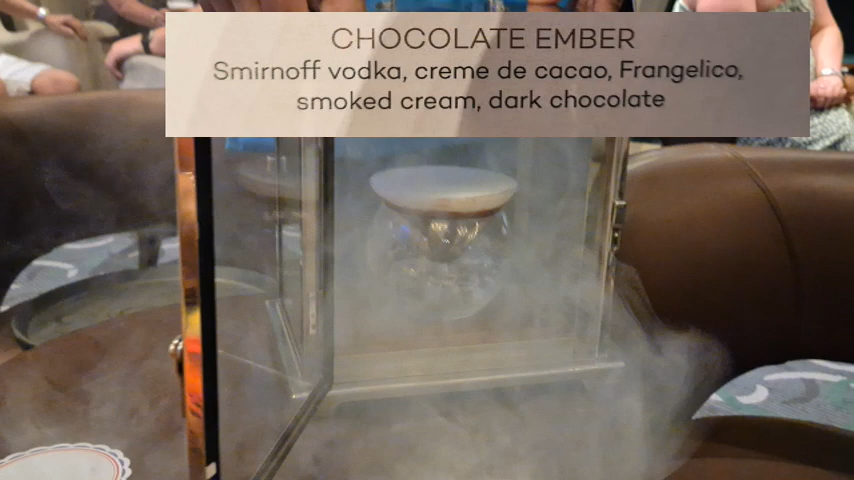 CHOCOLATE EMBER
Smirnoff vodka, creme de cacao, Frangelico,
smoked cream, dark chocolate